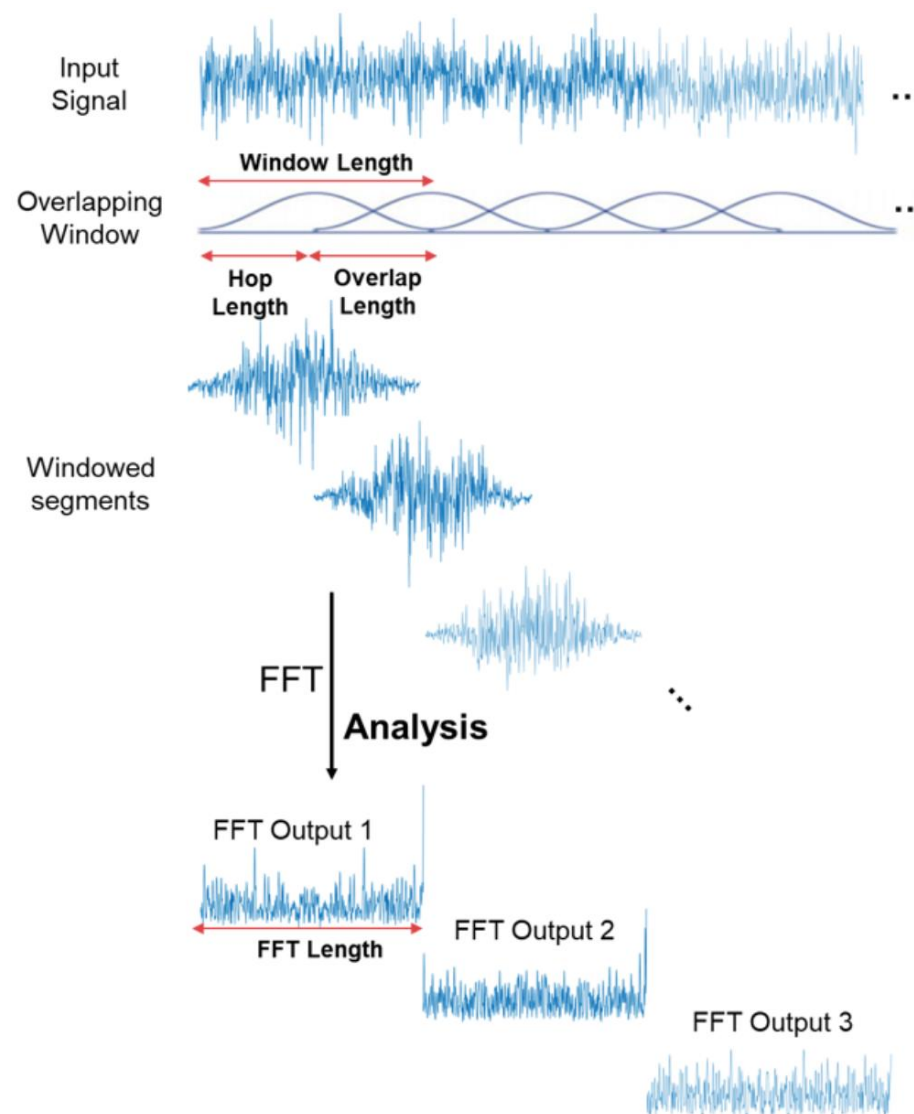 Input
Signal
..
Window Length
Overlapping
Window
..
Hop
Length
Overlap
Length
Windowed
segments
FFT
Analysis
FFT Output 1
FFT Length
FFT Output 2
FFT Output 3